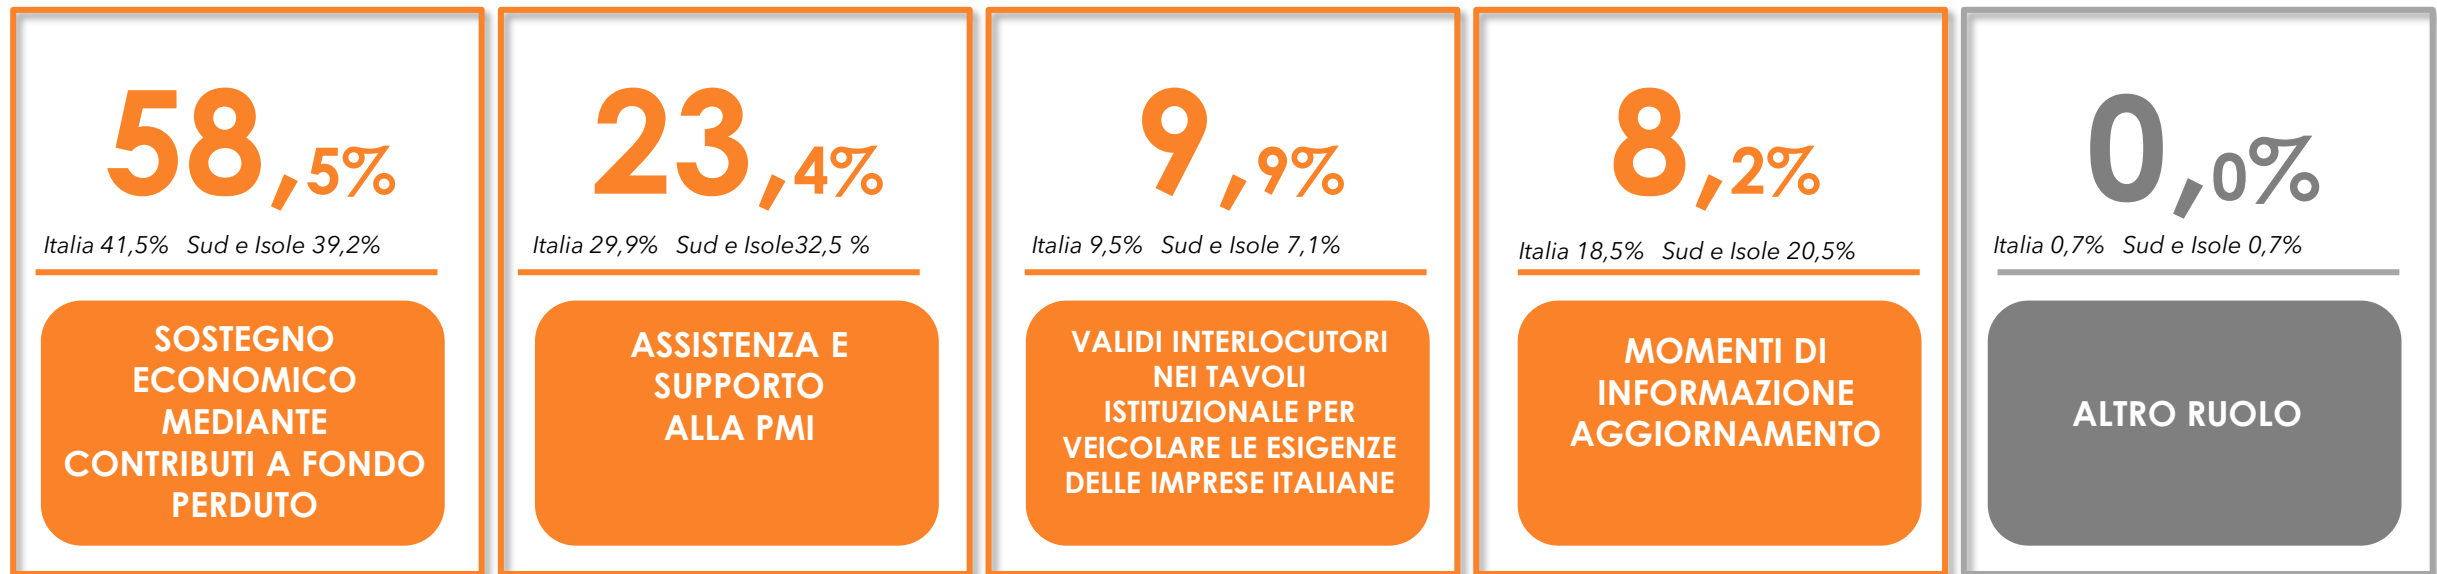 58,5%
Italia 41,5% Sud e Isole 39,2%
SOSTEGNO
ECONOMICO
MEDIANTE
CONTRIBUTI A FONDO
PERDUTO
23,4%
Italia 29,9% Sud e Isole32,5 %
ASSISTENZA E
SUPPORTO
ALLA PMI
9,9%
Italia 9,5% Sud e Isole 7,1%
VALIDI INTERLOCUTORI
NEI TAVOLI
ISTITUZIONALE PER
VEICOLARE LE ESIGENZE
DELLE IMPRESE ITALIANE
8,2%
Italia 18,5% Sud e Isole 20,5%
MOMENTI DI
INFORMAZIONE
AGGIORNAMENTO
0,0%
Italia 0,7% Sud e Isole 0,7%
ALTRO RUOLO